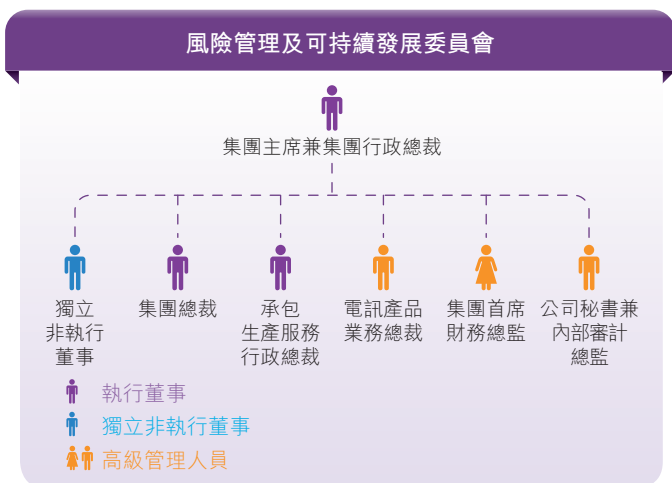 風險管理及可持續發展委員會
集團主席兼集團行政總裁
獨立
非執行
董事
集團總裁
承包
生產服務
行政總裁
電訊產品
業務總裁
集團首席
財務總監
公司秘書兼
內部審計
總監
執行董事
獨立非執行董事
高級管理人員